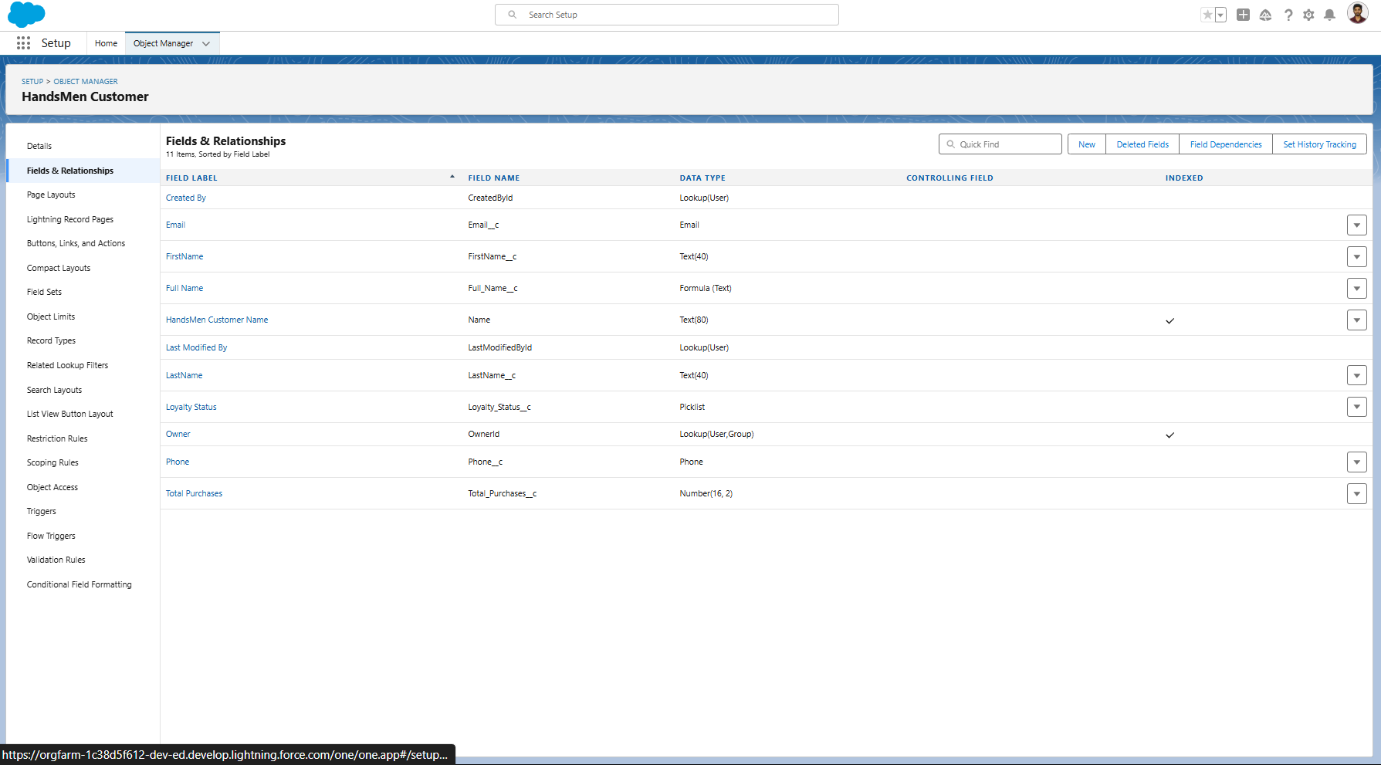 Search Setup
Setup
Home
Object Manager
SETUP > OBJECT MANAGER
HandsMen Customer
Details
Fields & Relationships
Page Layouts
Lightning Record Pages
Buttons, Links, and Actions
Compact Layouts
Field Sets
Object Limits
Record Types
Related Lookup Filters
Search Layouts
List View Button Layout
Restriction Rules
Scoping Rules
Object Access
Triggers
Flow Triggers
Validation Rules
Conditional Field Formatting
Fields & Relationships
11 Items, Sorted by Field Label
Quick Find
New
Deleted Fields
Field Dependencies
Set History Tracking
FIELD LABEL FIELD NAME DATA TYPE CONTROLLING FIELD INDEXED
Created By CreatedById Lookup(User)
Email Email__c Email
FirstName FirstName__c Text(40)
Full Name Full_Name__c Formula (Text)
HandsMen Customer Name Name Text(80)
Last Modified By LastModifiedById Lookup(User)
LastName LastName__c Text(40)
Loyalty Status Loyalty_Status__c Picklist
Owner OwnerId Lookup(User,Group)
Phone Phone__c Phone
Total Purchases Total_Purchases__c Number(16, 2)
https://orgfarm-1c38d5f612-dev-ed.develop.lightning.force.com/one/one.app#/setup...